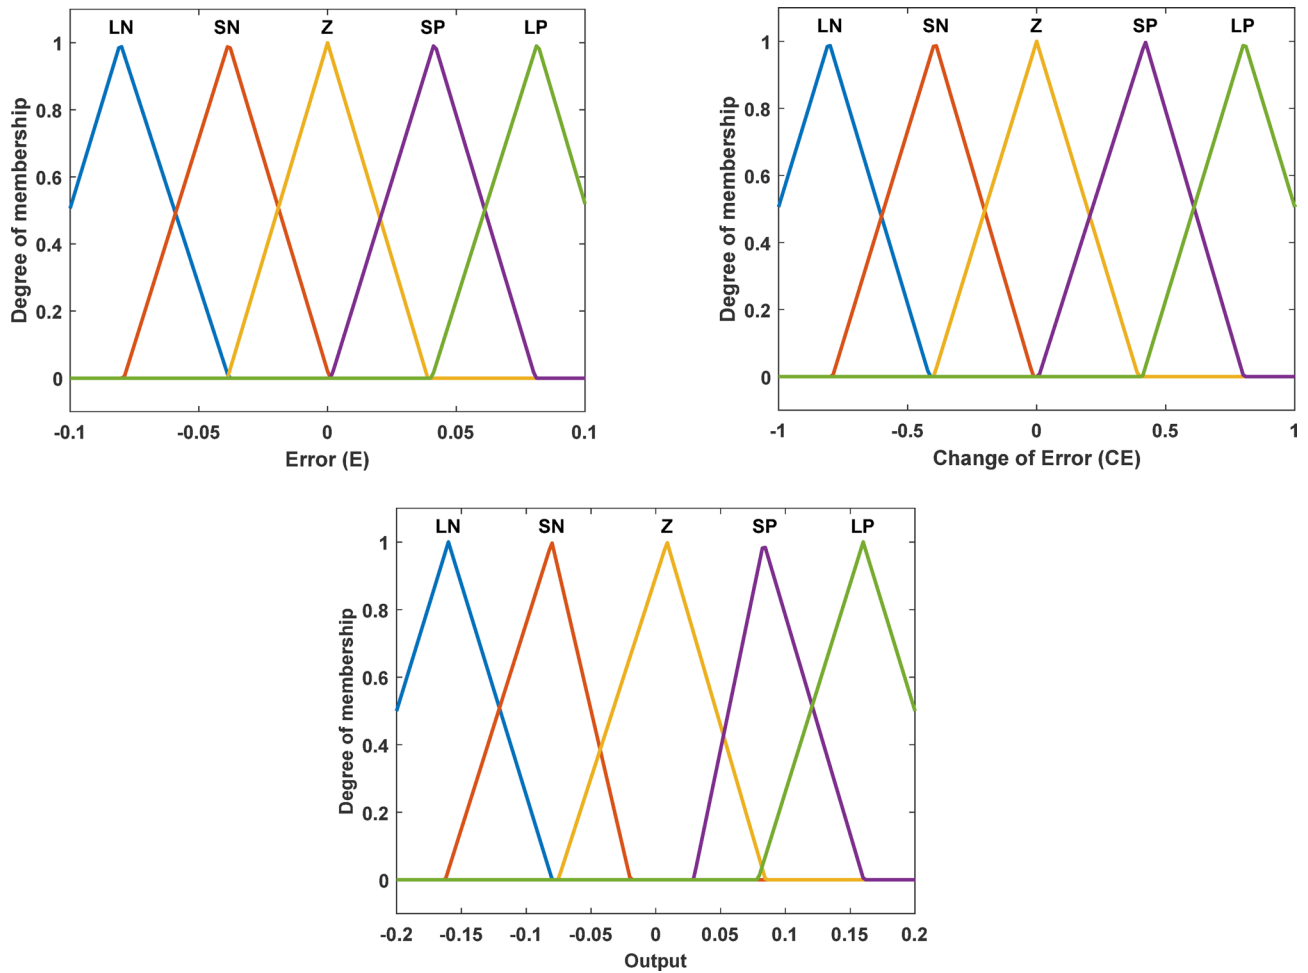 LN SN Z SP LP
1
0.8
0.6
0.4
0.2
0
Degree of membership
-0.1 -0.05 0 0.05 0.1
Error (E)
LN SN Z SP LP
1
0.8
0.6
0.4
0.2
0
Degree of membership
-1 -0.5 0 0.5 1
Change of Error (CE)
LN SN Z SP LP
1
0.8
0.6
0.4
0.2
0
Degree of membership
-0.2 -0.15 -0.1 -0.05 0 0.05 0.1 0.15 0.2
Output